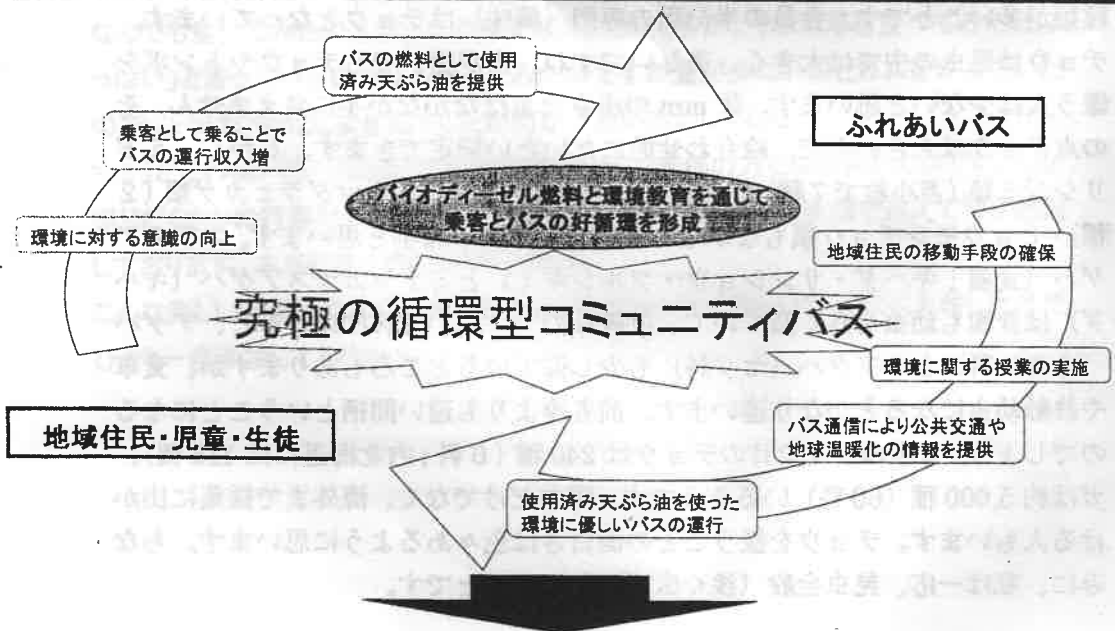 バスの燃料として使用
済み天ぷら油を提供
乗客として乗ることで
バスの運行収入増
環境に対する意識の向上
ふれあいバス
バイオディーゼル燃料と環境教育を通じて
乗客とバスの好循環を形成
究極の循環型コミュニティバス
地域住民の移動手段の確保
環境に関する授業の実施
バス通信により公共交通や
地球温暖化の情報を提供
使用済み天ぷら油を使った
環境に優しいバスの運行
地域住民・児童・生徒